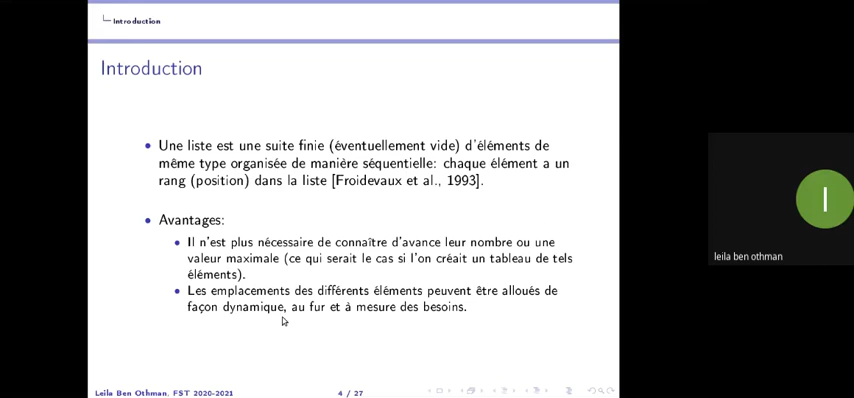 Introduction
Introduction
• Une liste est une suite finie (éventuellement vide) d'éléments de
même type organisée de manière séquentielle: chaque élément a un
rang (position) dans la liste [Froidevaux et al., 1993].
• Avantages:
• Il n'est plus nécessaire de connaître d'avance leur nombre ou une
valeur maximale (ce qui serait le cas si l'on créait un tableau de tels
éléments).
• Les emplacements des différents éléments peuvent être alloués de
façon dynamique, au fur et à mesure des besoins.
l
leila ben othman
Leila Ben Othman, FST 2020-2021 4 / 27